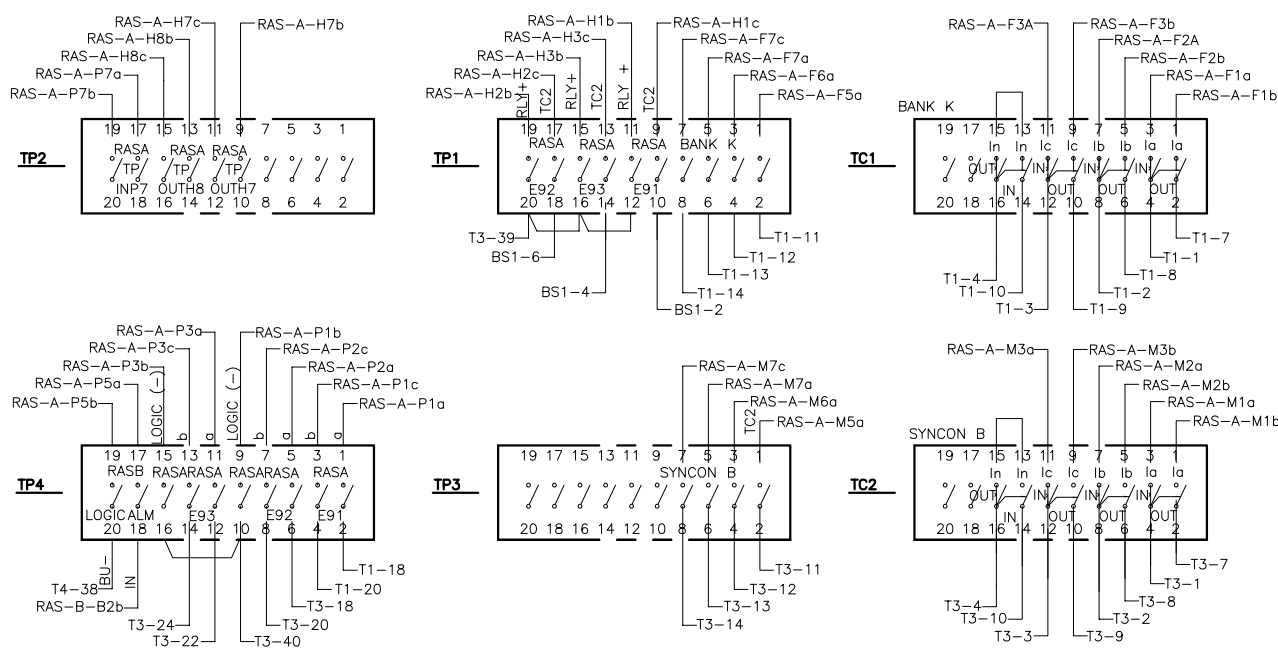 RAS-A-H7c
RAS-A-H7b
RAS-A-H8b
RAS-A-H8c
RAS-A-P7a
RAS-A-P7b
19 17 15 13 11 9 7 5 3 1
RASA RASA RASA
TP2
TP TP TP
INP7 OUTH8 OUTH7
20 18 16 14 12 10 8 6 4 2
RAS-A-H1b
RAS-A-H1c
RAS-A-H3c
RAS-A-F7c
RAS-A-H3b
RAS-A-F7a
RAS-A-H2c
RAS-A-F6a
RAS-A-H2b
RAS-A-F5a
RLY+ TC2 RLY+ TC2 RLY + TC2
19 17 15 13 11 9 7 5 3 1
RASA RASA RASA BANK K
TP1
E92 E93 E91
20 18 16 14 12 10 8 6 4 2
T3-39
T1-11
BS1-6
T1-12
T1-13
BS1-4
T1-14
BS1-2
RAS-A-F3A
RAS-A-F3b
RAS-A-F2A
RAS-A-F2b
RAS-A-F1a
RAS-A-F1b
BANK K
19 17 15 13 11 9 7 5 3 1
In In Ic Ic Ib Ib Ia Ia
TC1
OUT IN IN IN
IN OUT OUT OUT
20 18 16 14 12 10 8 6 4 2
T1-7
T1-1
T1-4
T1-8
T1-10
T1-2
T1-3
T1-9
RAS-A-P3a
RAS-A-P1b
RAS-A-P3c
RAS-A-P2c
RAS-A-P3b
RAS-A-P2a
RAS-A-P5a
RAS-A-P1c
RAS-A-P5b
RAS-A-P1a
LOGIC (-) b a LOGIC (-) b a b a
19 17 15 13 11 9 7 5 3 1
RASB RASA RASA RASA RASA RASA
TP4
LOGIC ALM E93 E92 E91
20 18 16 14 12 10 8 6 4 2
BU- IN
T1-18
T4-38
T1-20
RAS-B-B2b
T3-18
T3-24
T3-20
T3-22
T3-40
RAS-A-M7c
RAS-A-M7a
RAS-A-M6a
TC2
RAS-A-M5a
19 17 15 13 11 9 7 5 3 1
SYNCON B
TP3
20 18 16 14 12 10 8 6 4 2
T3-11
T3-12
T3-13
T3-14
RAS-A-M3a
RAS-A-M3b
RAS-A-M2a
RAS-A-M2b
RAS-A-M1a
RAS-A-M1b
SYNCON B
19 17 15 13 11 9 7 5 3 1
In In Ic Ic Ib Ib Ia Ia
TC2
OUT IN IN IN
IN OUT OUT OUT
20 18 16 14 12 10 8 6 4 2
T3-7
T3-1
T3-4
T3-8
T3-10
T3-2
T3-3
T3-9